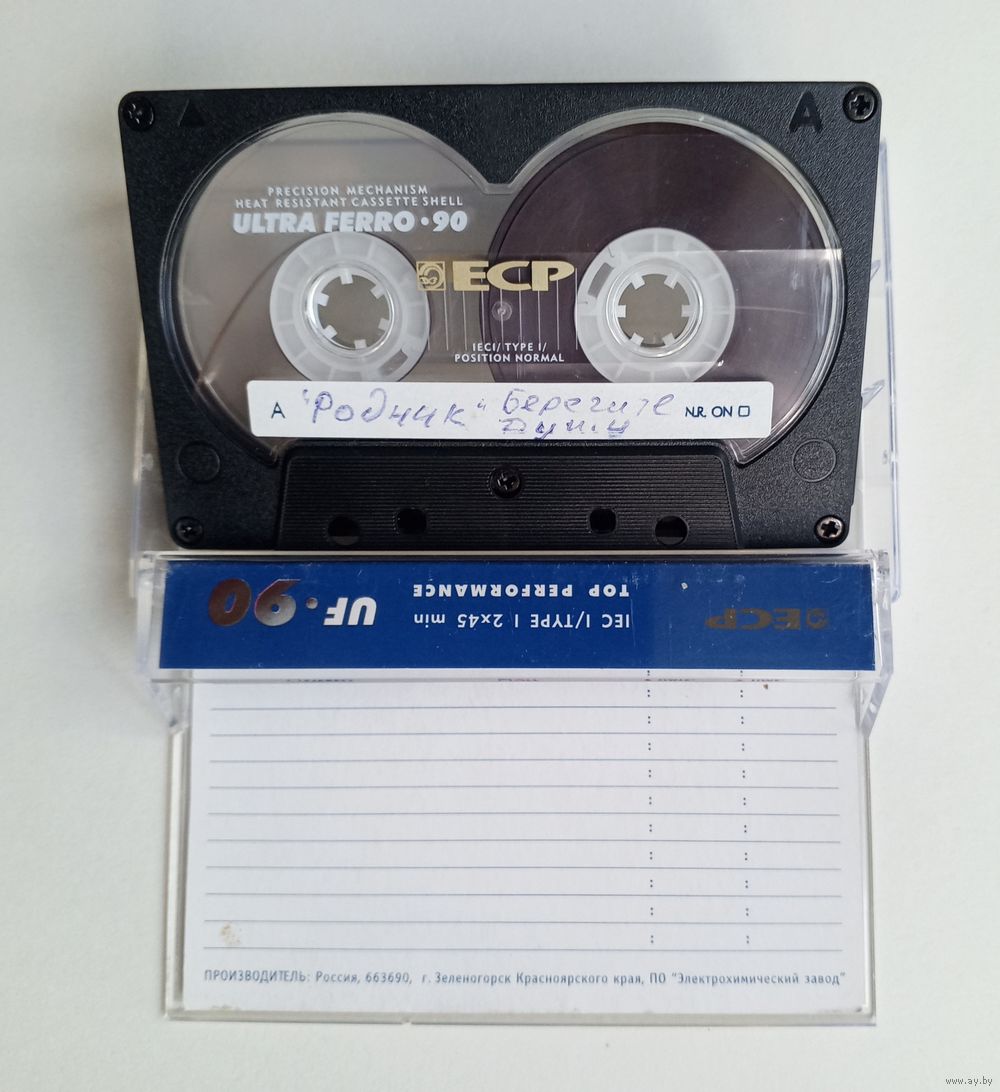 A
PRECISION MECHANISM
HEAT RESISTANT CASSETTE SHELL
ULTRA FERRO • 90
ECP
IECI/ TYPE I/
POSITION NORMAL
A "Родник" Берегите N.R. ON
Душу
ECP IEC I/TYPE I 2x45 min UF•90
TOP PERFORMANCE
ПРОИЗВОДИТЕЛЬ: Россия, 663690, г. Зеленогорск Красноярского края, ПО "Электрохимический завод"
www.ay.by